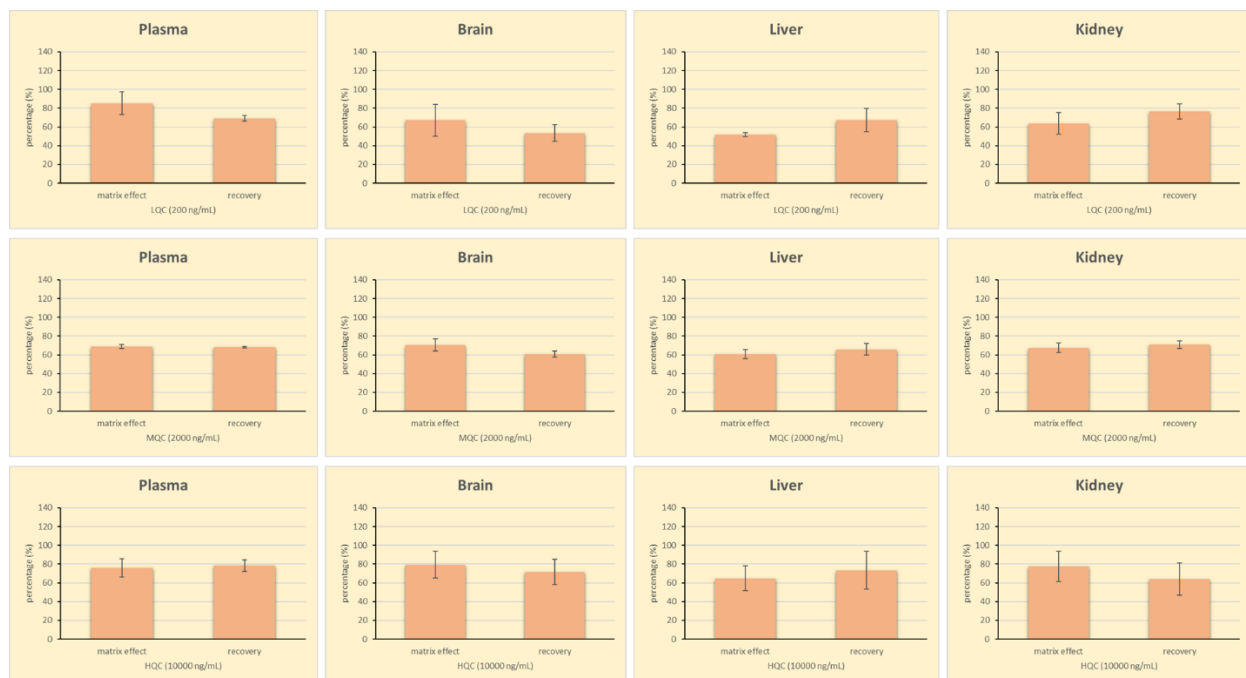 Plasma
140
120
100
80
60
40
20
0
percentage (%)
matrix effect recovery
LQC (200 ng/mL)
Brain
140
120
100
80
60
40
20
0
percentage (%)
matrix effect recovery
LQC (200 ng/mL)
Liver
140
120
100
80
60
40
20
0
percentage (%)
matrix effect recovery
LQC (200 ng/mL)
Kidney
140
120
100
80
60
40
20
0
percentage (%)
matrix effect recovery
LQC (200 ng/mL)
Plasma
140
120
100
80
60
40
20
0
percentage (%)
matrix effect recovery
MQC (2000 ng/mL)
Brain
140
120
100
80
60
40
20
0
percentage (%)
matrix effect recovery
MQC (2000 ng/mL)
Liver
140
120
100
80
60
40
20
0
percentage (%)
matrix effect recovery
MQC (2000 ng/mL)
Kidney
140
120
100
80
60
40
20
0
percentage (%)
matrix effect recovery
MQC (2000 ng/mL)
Plasma
140
120
100
80
60
40
20
0
percentage (%)
matrix effect recovery
HQC (10000 ng/mL)
Brain
140
120
100
80
60
40
20
0
percentage (%)
matrix effect recovery
HQC (10000 ng/mL)
Liver
140
120
100
80
60
40
20
0
percentage (%)
matrix effect recovery
HQC (10000 ng/mL)
Kidney
140
120
100
80
60
40
20
0
percentage (%)
matrix effect recovery
HQC (10000 ng/mL)